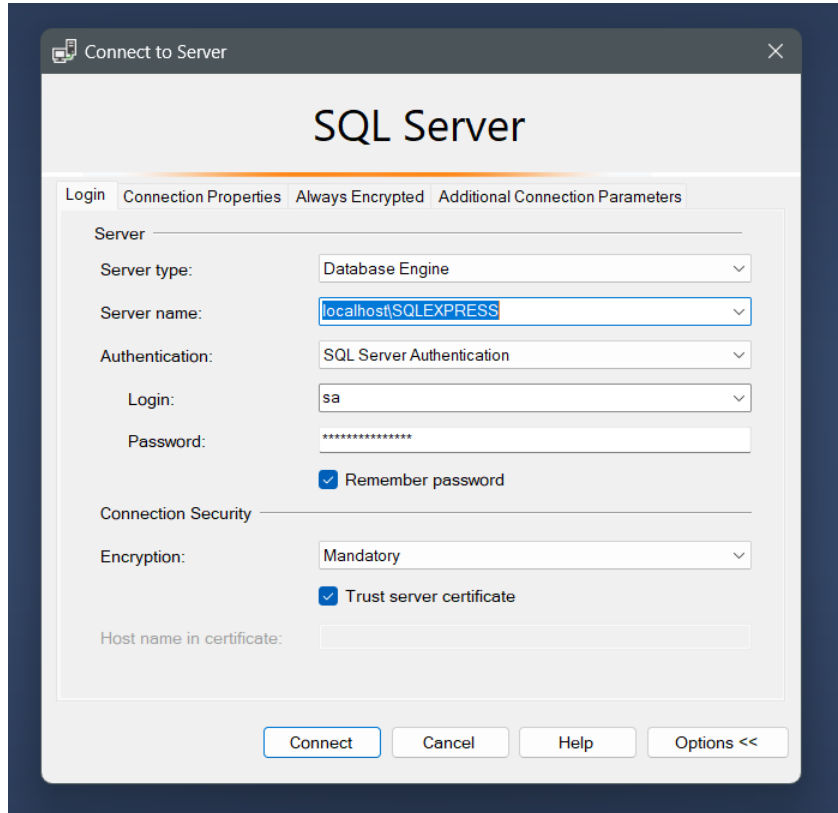 Connect to Server
SQL Server
Login Connection Properties Always Encrypted Additional Connection Parameters
Server
Server type: Database Engine
Server name: localhost\SQLEXPRESS
Authentication: SQL Server Authentication
Login: sa
Password: ***************
Remember password
Connection Security
Encryption: Mandatory
Trust server certificate
Host name in certificate:
Connect Cancel Help Options <<